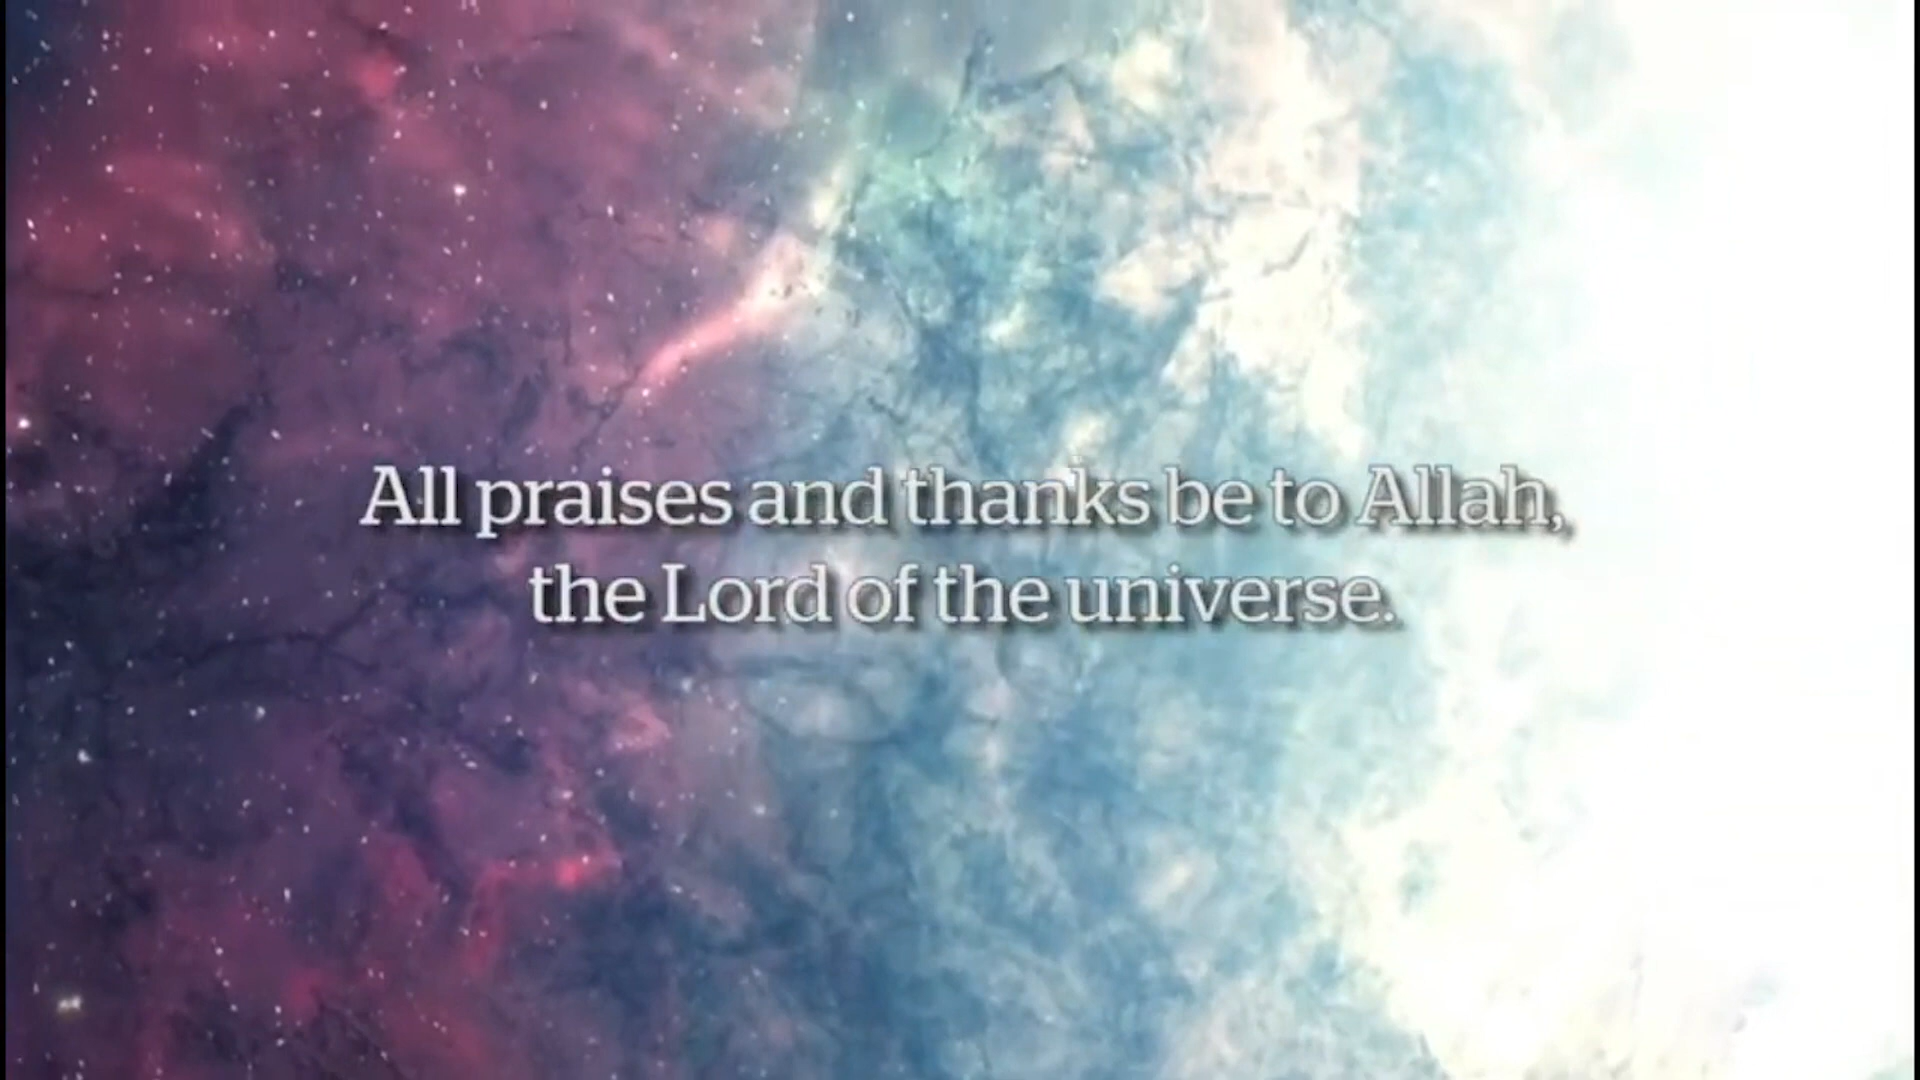 All praises and thanks be to Allah,
the Lord of the universe.